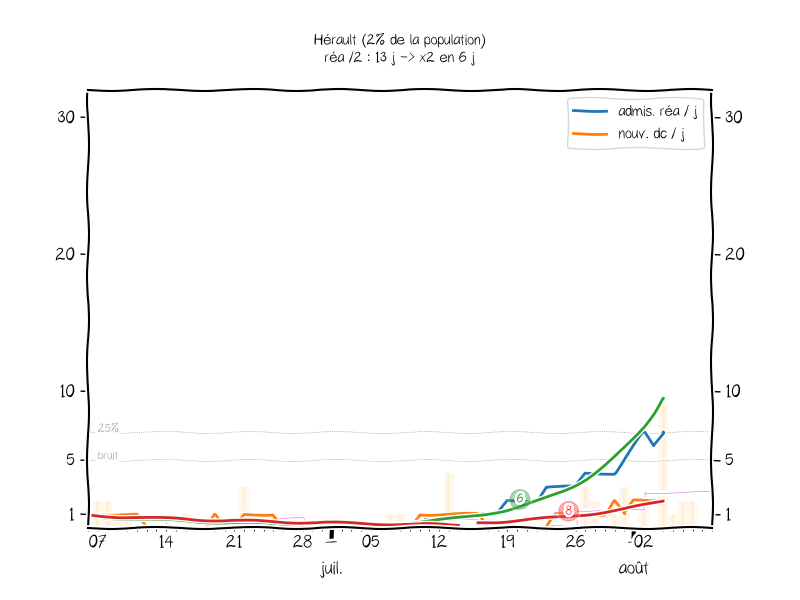 Hérault (2% de la population)
réa /2 : 13 j -> x2 en 6 j
admis. réa / j
nouv. dc / j
30
30
20
20
10
10
25%
bruit
5
5
6
8
1
1
07 14 21 28 05 12 19 26 02
juil. août